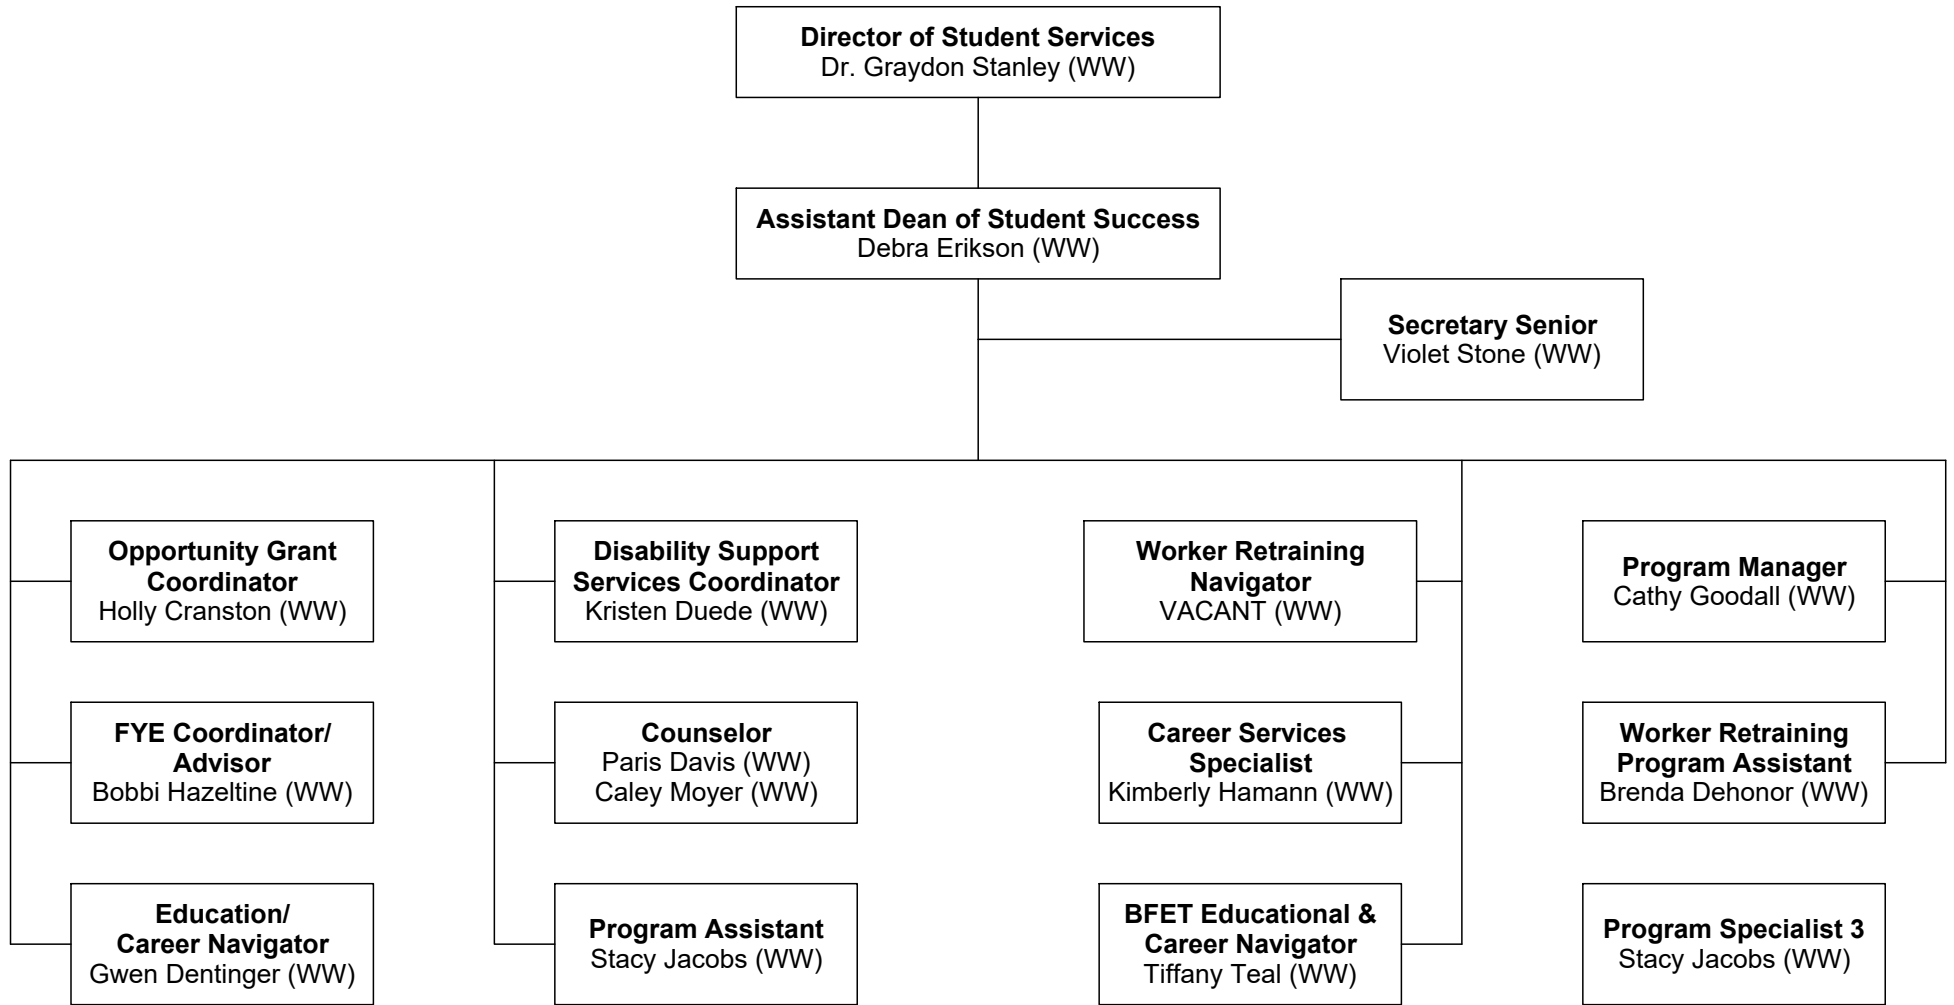 Director of Student Services
Dr. Graydon Stanley (WW)
Assistant Dean of Student Success
Debra Erikson (WW)
Secretary Senior
Violet Stone (WW)
Opportunity Grant
Coordinator
Holly Cranston (WW)
Disability Support
Services Coordinator
Kristen Duede (WW)
Worker Retraining
Navigator
VACANT (WW)
Program Manager
Cathy Goodall (WW)
FYE Coordinator/
Advisor
Bobbi Hazeltine (WW)
Counselor
Paris Davis (WW)
Caley Moyer (WW)
Career Services
Specialist
Kimberly Hamann (WW)
Worker Retraining
Program Assistant
Brenda Dehonor (WW)
Education/
Career Navigator
Gwen Dentinger (WW)
Program Assistant
Stacy Jacobs (WW)
BFET Educational &
Career Navigator
Tiffany Teal (WW)
Program Specialist 3
Stacy Jacobs (WW)